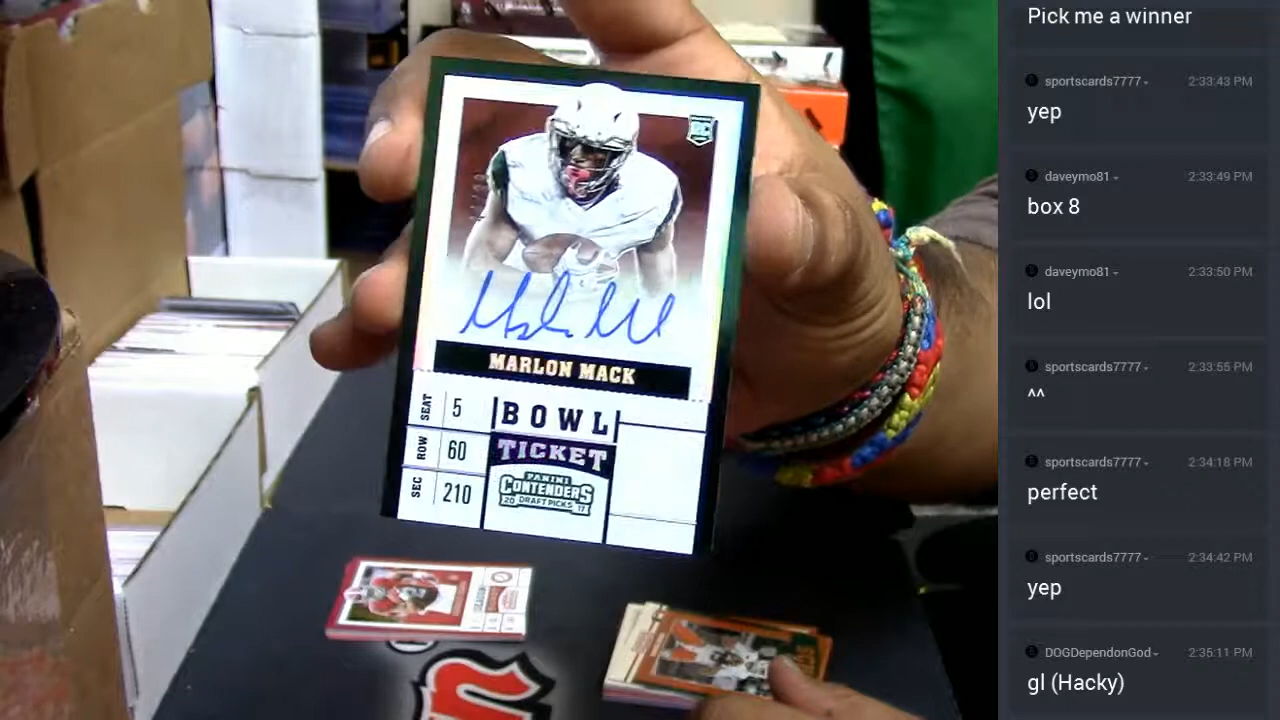 RC
MARLON MACK
SEAT 5
ROW 60
SEC 210
BOWL
TICKET
PANINI
CONTENDERS
20 DRAFT PICKS 17
Pick me a winner
sportscards7777 2:33:43 PM
yep
daveymo81 2:33:49 PM
box 8
daveymo81 2:33:50 PM
lol
sportscards7777 2:33:55 PM
^^
sportscards7777 2:34:18 PM
perfect
sportscards7777 2:34:42 PM
yep
DOGDependonGod 2:35:11 PM
gl (Hacky)